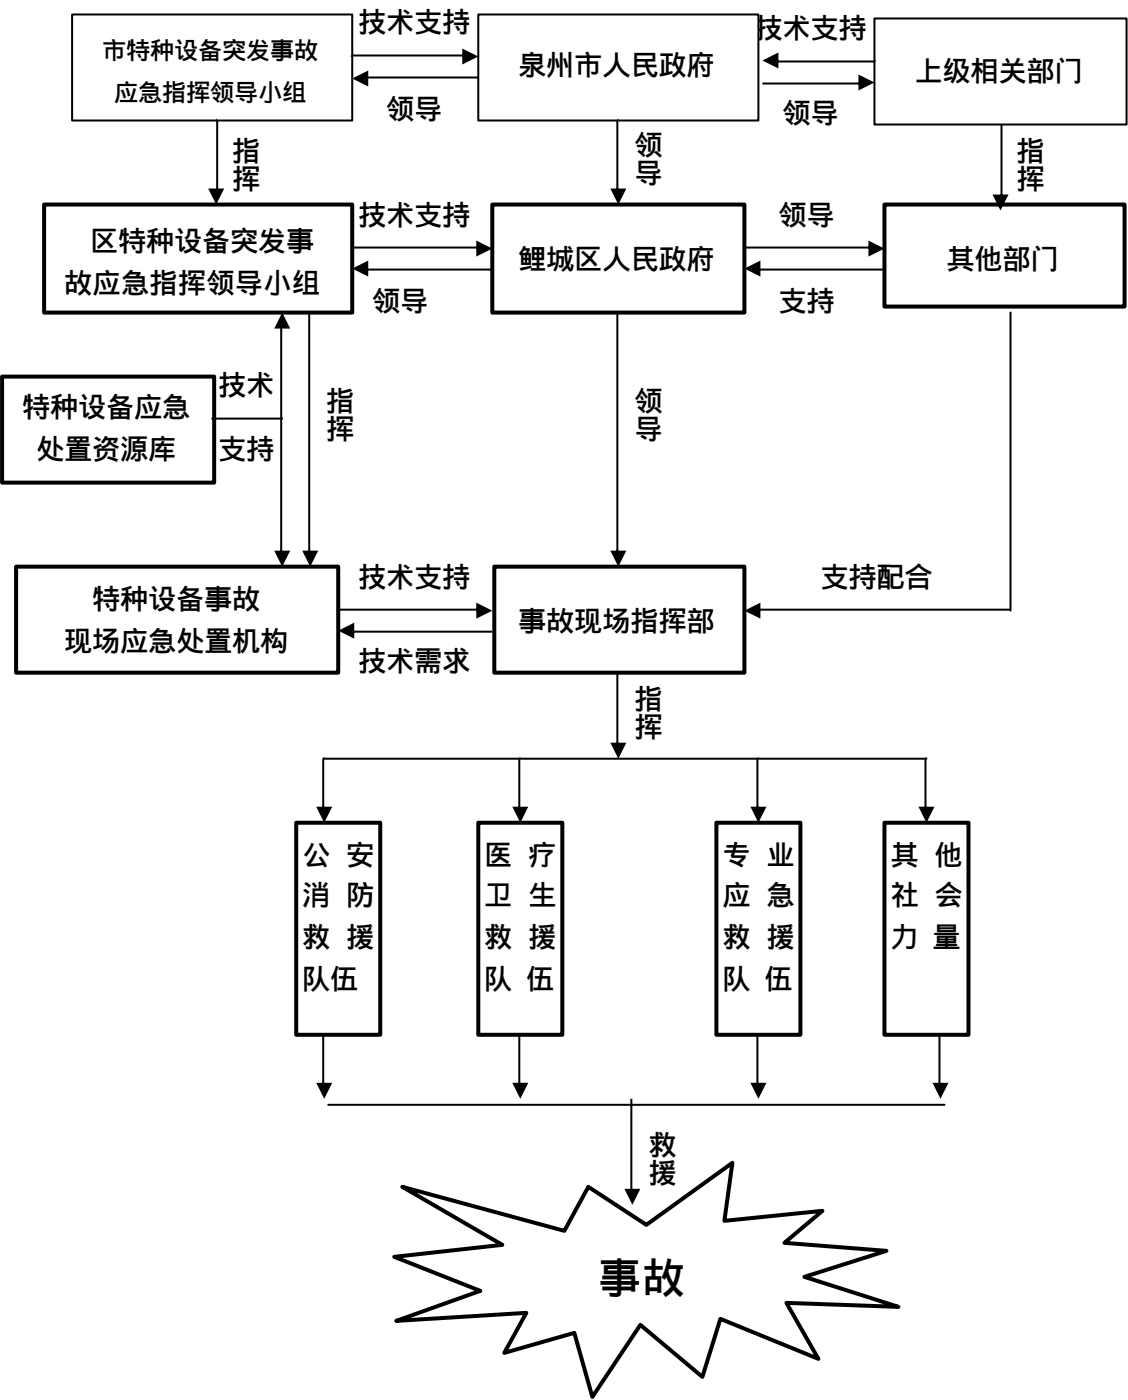 技术支持
技术支持
市特种设备突发事故
应急指挥领导小组
泉州市人民政府
上级相关部门
领导
领导
指
挥
领
导
指
挥
区特种设备突发事
故应急指挥领导小组
技术支持
领导
鲤城区人民政府
领导
支持
其他部门
特种设备应急
处置资源库
技术
支持
指
挥
领
导
特种设备事故
现场应急处置机构
技术支持
技术需求
事故现场指挥部
支持配合
指
挥
公 安
消 防
救 援
队伍
医 疗
卫 生
救 援
队 伍
专 业
应 急
救 援
队 伍
其 他
社 会
力 量
救
援
事故